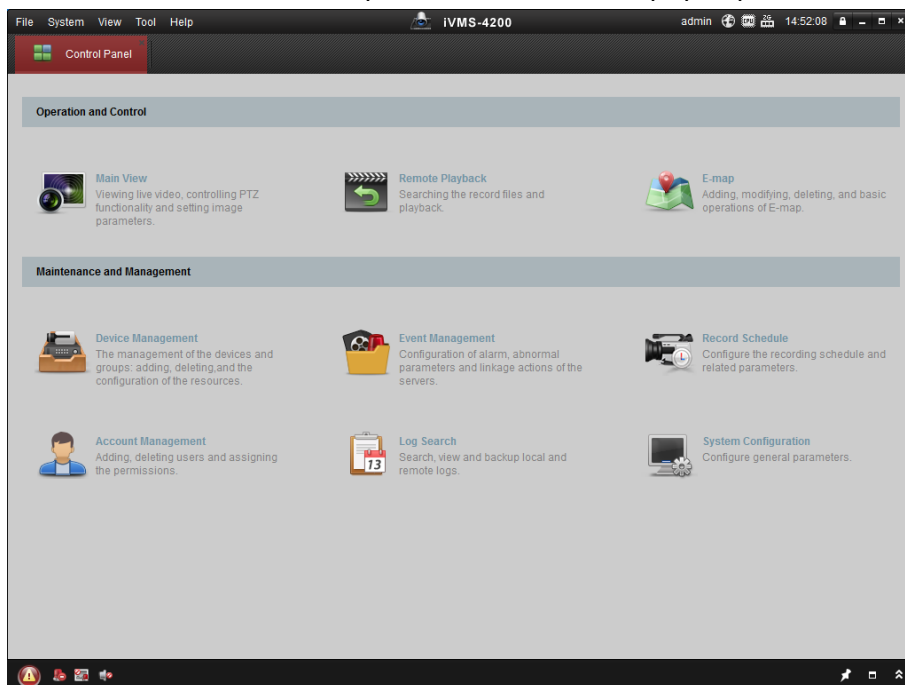 File System View Tool Help iVMS-4200 admin 14:52:08
Control Panel
Operation and Control
Main View
Viewing live video, controlling PTZ
functionality and setting image
parameters.
Remote Playback
Searching the record files and
playback.
E-map
Adding, modifying, deleting, and basic
operations of E-map.
Maintenance and Management
Device Management
The management of the devices and
groups: adding, deleting,and the
configuration of the resources.
Event Management
Configuration of alarm, abnormal
parameters and linkage actions of the
servers.
Record Schedule
Configure the recording schedule and
related parameters.
Account Management
Adding, deleting users and assigning
the permissions.
13
Log Search
Search, view and backup local and
remote logs.
System Configuration
Configure general parameters.